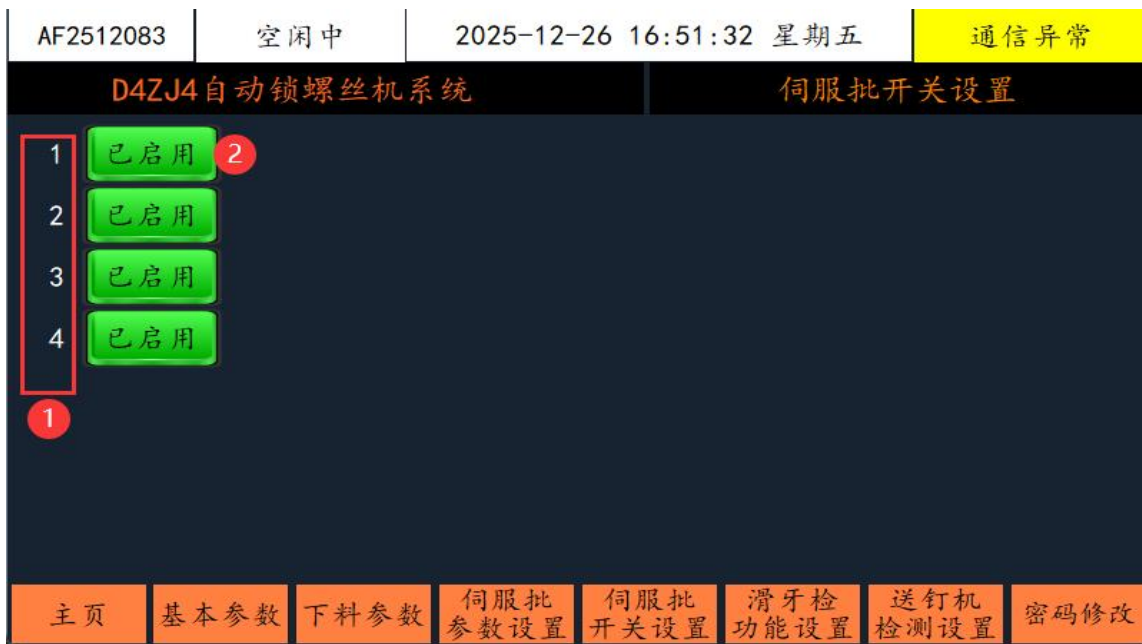 AF2512083 空闲中 2025-12-26 16:51:32 星期五 通信异常
D4ZJ4自动锁螺丝机系统 伺服批开关设置
1 已启用 2
2 已启用
3 已启用
4 已启用
1
主页 基本参数 下料参数 伺服批参数设置 伺服批开关设置 滑牙检功能设置 送钉机检测设置 密码修改